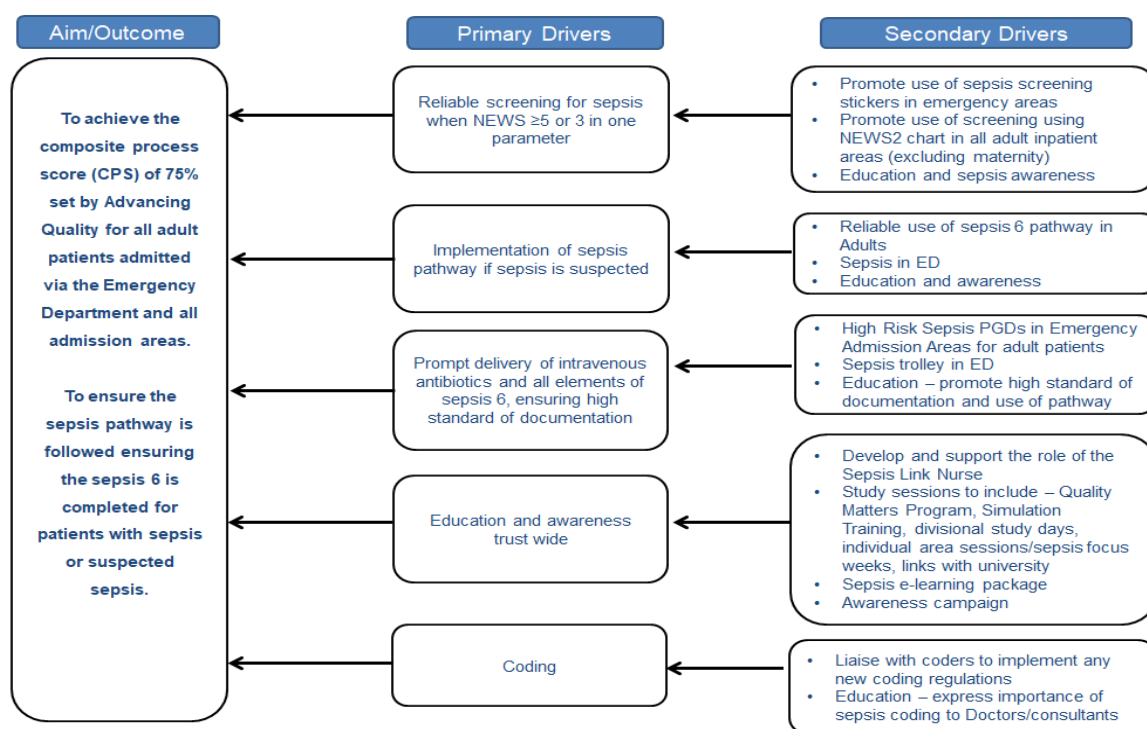 Aim/Outcome
To achieve the
composite process
score (CPS) of 75%
set by Advancing
Quality for all adult
patients admitted
via the Emergency
Department and all
admission areas.
To ensure the
sepsis pathway is
followed ensuring
the sepsis 6 is
completed for
patients with sepsis
or suspected
sepsis.
Primary Drivers
Reliable screening for sepsis
when NEWS ≥5 or 3 in one
parameter
Implementation of sepsis
pathway if sepsis is suspected
Prompt delivery of intravenous
antibiotics and all elements of
sepsis 6, ensuring high
standard of documentation
Education and awareness
trust wide
Coding
Secondary Drivers
• Promote use of sepsis screening
stickers in emergency areas
• Promote use of screening using
NEWS2 chart in all adult inpatient
areas (excluding maternity)
• Education and sepsis awareness
• Reliable use of sepsis 6 pathway in
Adults
• Sepsis in ED
• Education and awareness
• High Risk Sepsis PGDs in Emergency
Admission Areas for adult patients
• Sepsis trolley in ED
• Education – promote high standard of
documentation and use of pathway
• Develop and support the role of the
Sepsis Link Nurse
• Study sessions to include – Quality
Matters Program, Simulation
Training, divisional study days,
individual area sessions/sepsis focus
weeks, links with university
• Sepsis e-learning package
• Awareness campaign
• Liaise with coders to implement any
new coding regulations
• Education – express importance of
sepsis coding to Doctors/consultants